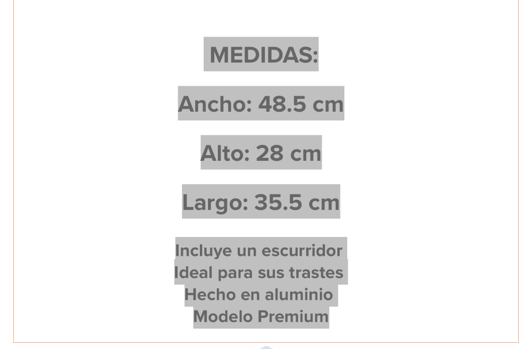 MEDIDAS:
Ancho: 48.5 cm
Alto: 28 cm
Largo: 35.5 cm
Incluye un escurridor
Ideal para sus trastes
Hecho en aluminio
Modelo Premium